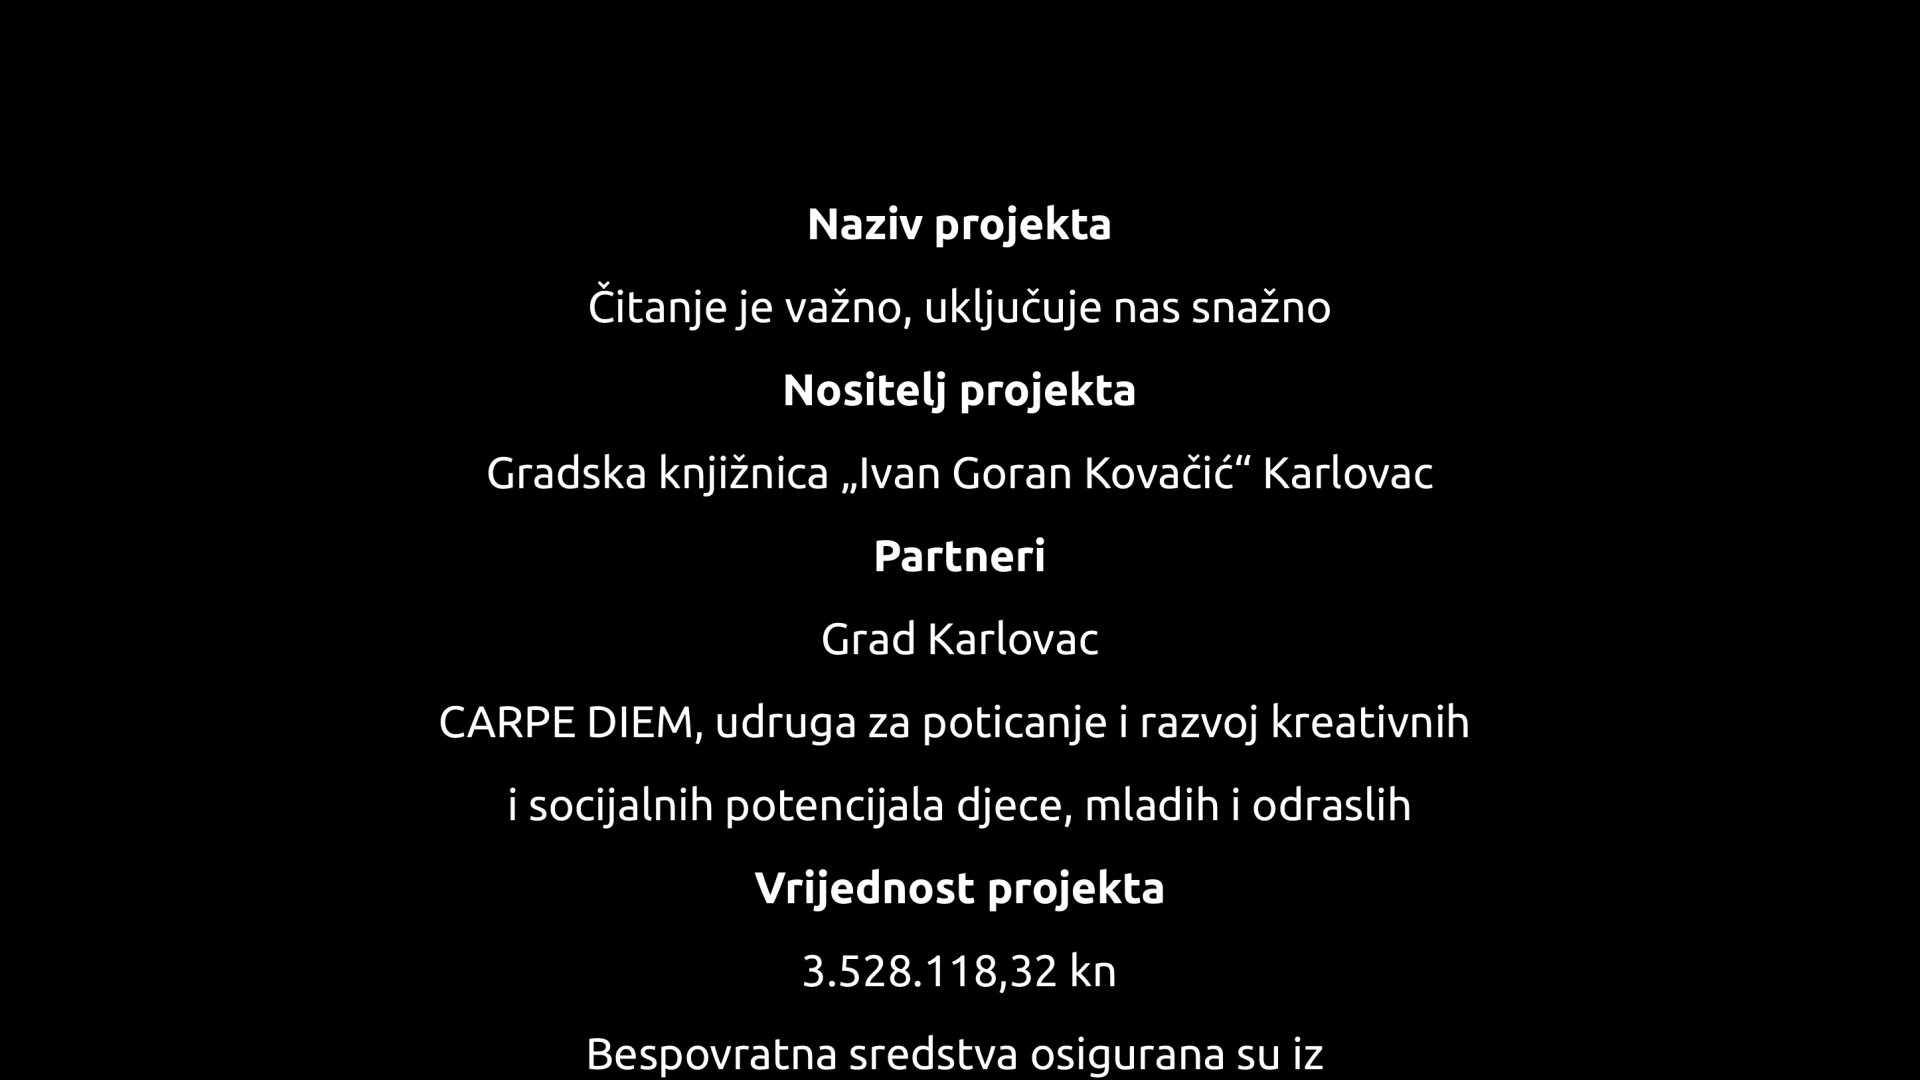 Naziv projekta
Čitanje je važno, uključuje nas snažno
Nositelj projekta
Gradska knjižnica „Ivan Goran Kovačić“ Karlovac
Partneri
Grad Karlovac
CARPE DIEM, udruga za poticanje i razvoj kreativnih
i socijalnih potencijala djece, mladih i odraslih
Vrijednost projekta
3.528.118,32 kn
Bespovratna sredstva osigurana su iz